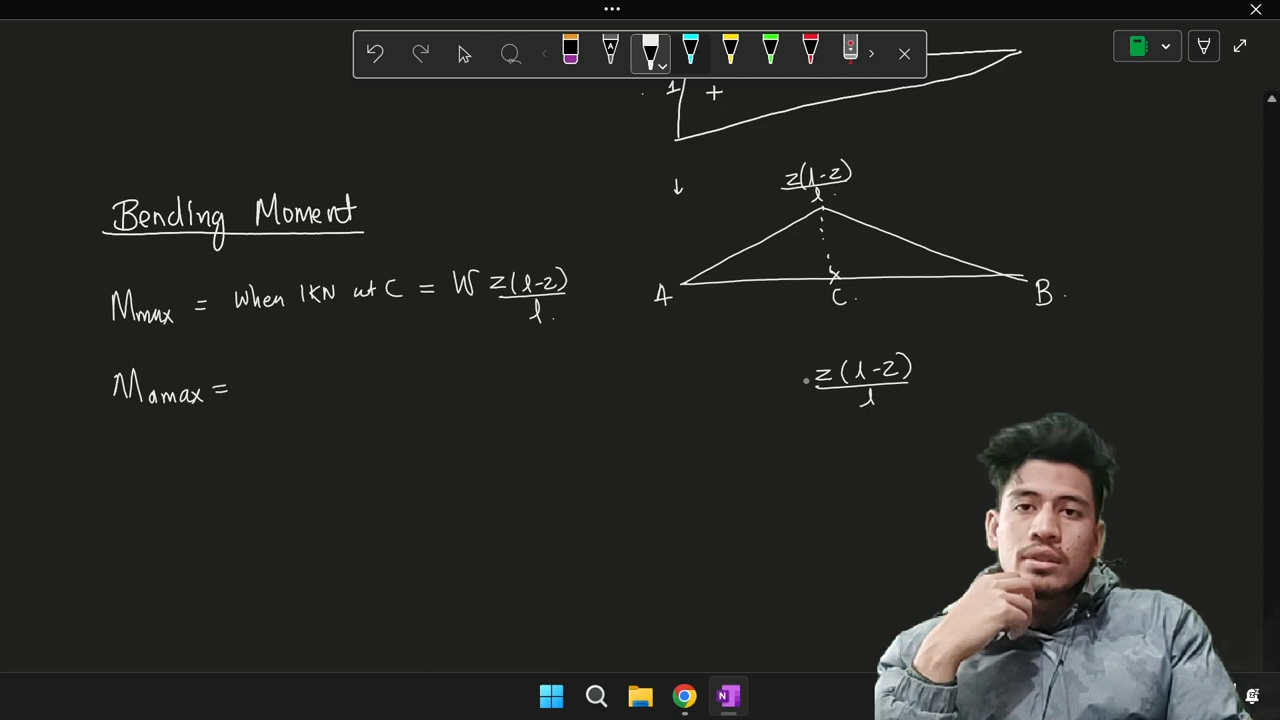 1 +
z(l-z)
l
Bending Moment
Mmax = When 1KN at C = W z(l-z)
l
A C B
z(l-z)
l
Mamax =